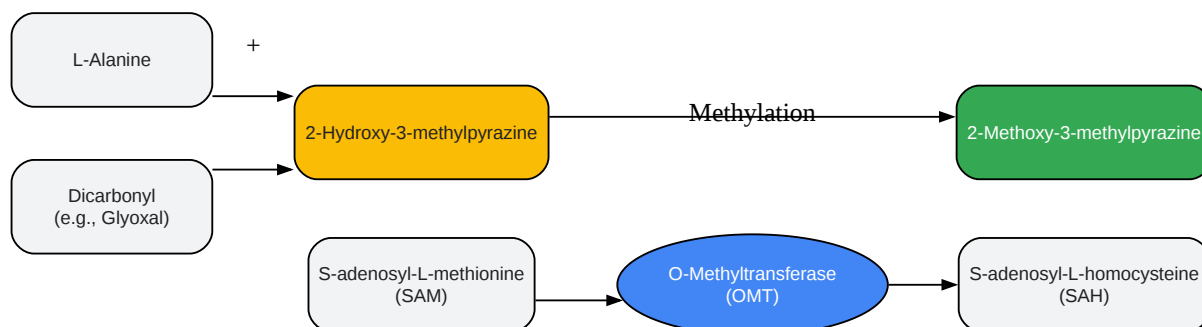 L-Alanine
+
Dicarbonyl
(e.g., Glyoxal)
2-Hydroxy-3-methylpyrazine
Methylation
2-Methoxy-3-methylpyrazine
S-adenosyl-L-methionine
(SAM)
O-Methyltransferase
(OMT)
S-adenosyl-L-homocysteine
(SAH)